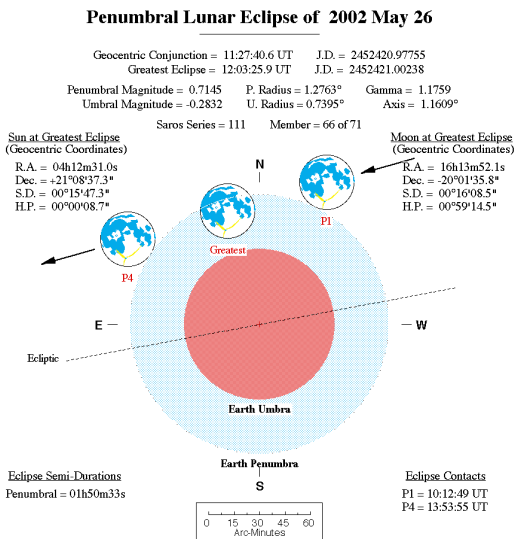 Penumbral Lunar Eclipse of 2002 May 26
Geocentric Conjunction = 11:27:40.6 UT J.D. = 2452420.97755
Greatest Eclipse = 12:03:25.9 UT J.D. = 2452421.00238
Penumbral Magnitude = 0.7145 P. Radius = 1.2763° Gamma = 1.1759
Umbral Magnitude = -0.2832 U. Radius = 0.7395° Axis = 1.1609°
Saros Series = 111 Member = 66 of 71
Sun at Greatest Eclipse
(Geocentric Coordinates)
R.A. = 04h12m31.0s
Dec. = +21°08'37.3"
S.D. = 00°15'47.3"
H.P. = 00°00'08.7"
Moon at Greatest Eclipse
(Geocentric Coordinates)
R.A. = 16h13m52.1s
Dec. = -20°01'35.8"
S.D. = 00°16'08.5"
H.P. = 00°59'14.5"
N
P1
Greatest
P4
E
W
Ecliptic
Earth Umbra
Earth Penumbra
S
Eclipse Semi-Durations
Penumbral = 01h50m33s
Eclipse Contacts
P1 = 10:12:49 UT
P4 = 13:53:55 UT
0 15 30 45 60
Arc-Minutes